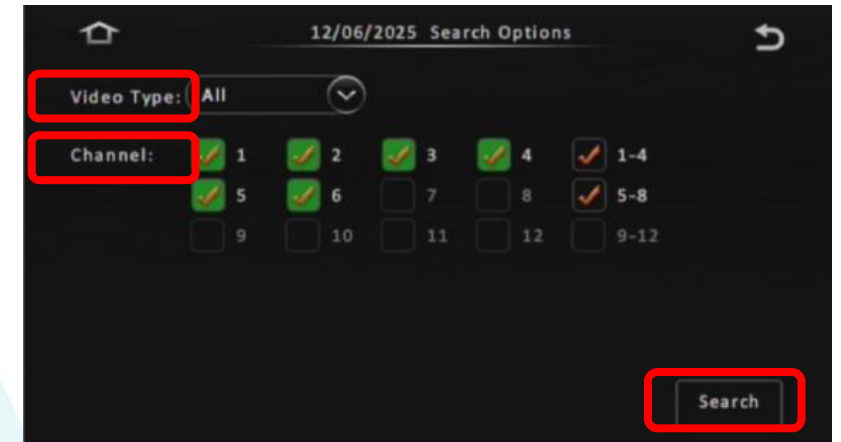 12/06/2025 Search Options
Video Type: All
Channel: 1 2 3 4 1-4
5 6 7 8 5-8
9 10 11 12 9-12
Search